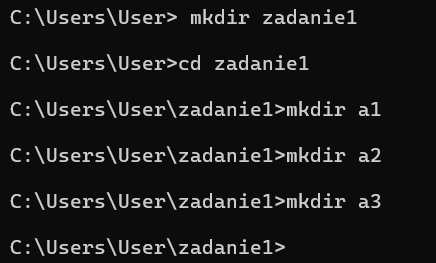 C:\Users\User> mkdir zadanie1
C:\Users\User>cd zadanie1
C:\Users\User\zadanie1>mkdir a1
C:\Users\User\zadanie1>mkdir a2
C:\Users\User\zadanie1>mkdir a3
C:\Users\User\zadanie1>